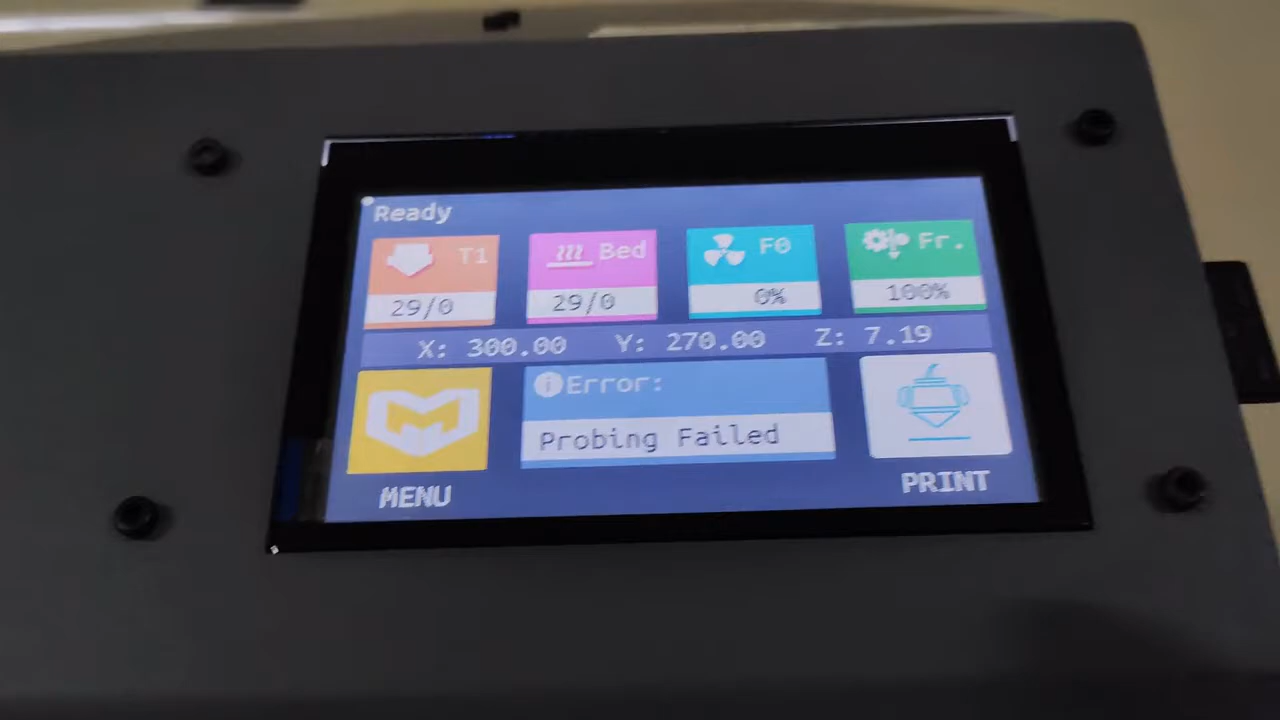 Ready
T1 Bed F0 Fr.
29/0 29/0 0% 100%
X: 300.00 Y: 270.00 Z: 7.19
Error:
Probing Failed
MENU PRINT